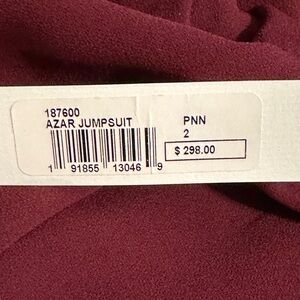 187600
AZAR JUMPSUIT
PNN
2
$ 298.00
1 91855 13046 9